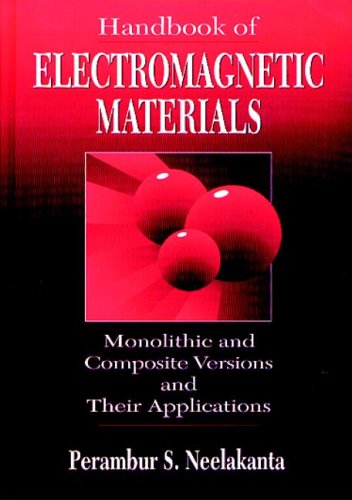 Handbook of
ELECTROMAGNETIC
MATERIALS
Monolithic and
Composite Versions
and
Their Applications
Perambur S. Neelakanta